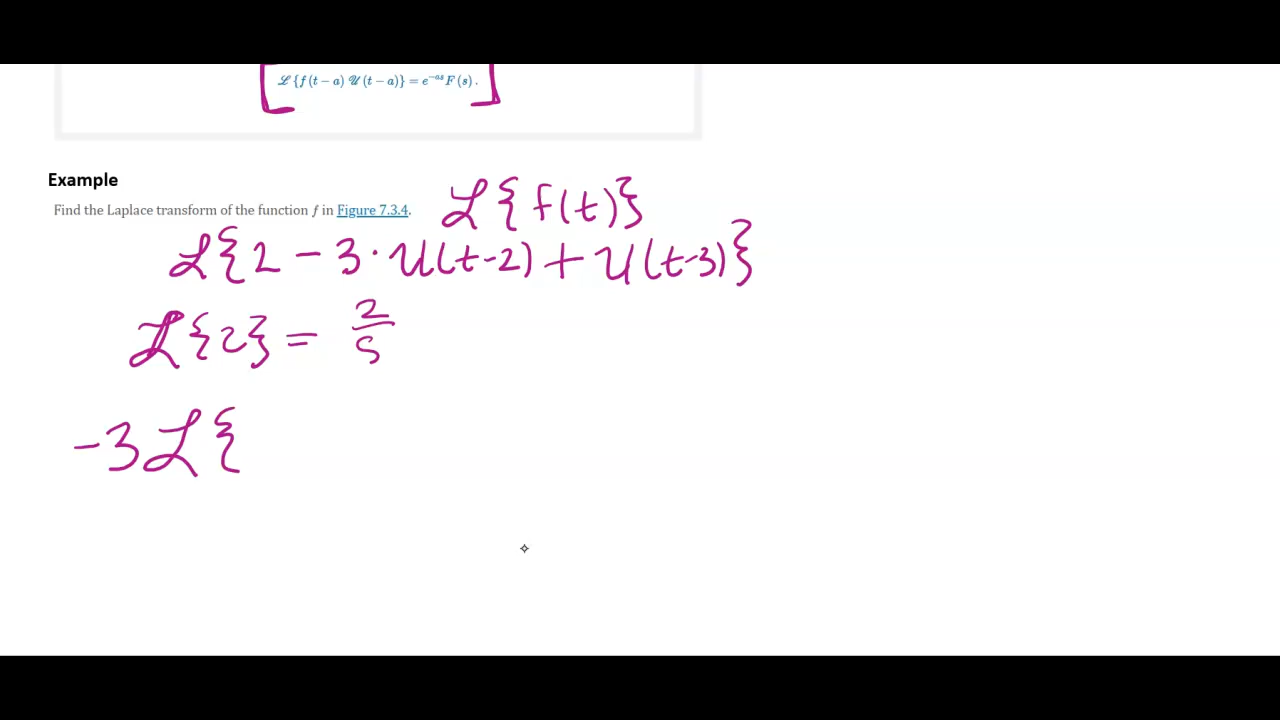 ℒ {f (t − a) 𝒰 (t − a)} = e^{−as} F (s) .
Example
Find the Laplace transform of the function f in Figure 7.3.4.
ℒ{f(t)}
ℒ{2 − 3 · 𝒰(t-2) + 𝒰(t-3)}
ℒ{2} = 2/s
-3ℒ{